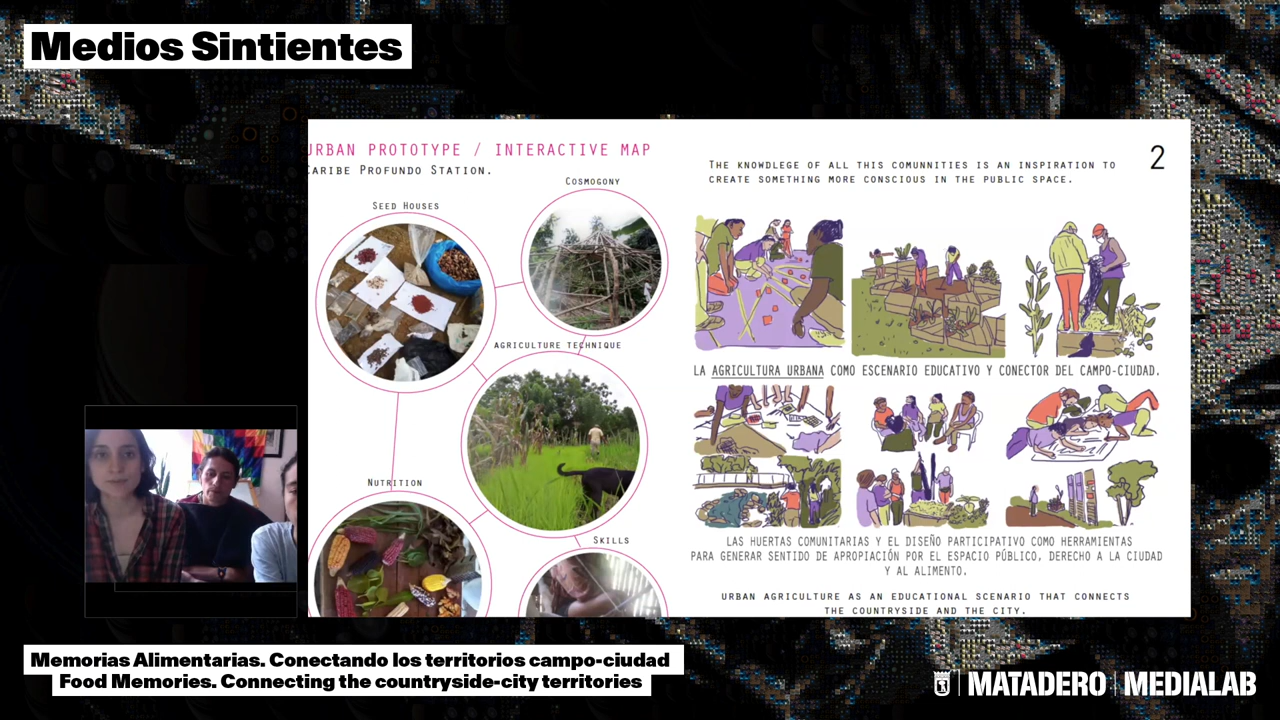 Medios Sintientes
URBAN PROTOTYPE / INTERACTIVE MAP
CARIBE PROFUNDO STATION.
COSMOGONY
SEED HOUSES
AGRICULTURE TECHNIQUE
NUTRITION
SKILLS
THE KNOWDLEGE OF ALL THIS COMUNNITIES IS AN INSPIRATION TO
CREATE SOMETHING MORE CONSCIOUS IN THE PUBLIC SPACE.
2
LA AGRICULTURA URBANA COMO ESCENARIO EDUCATIVO Y CONECTOR DEL CAMPO-CIUDAD.
LAS HUERTAS COMUNITARIAS Y EL DISEÑO PARTICIPATIVO COMO HERRAMIENTAS
PARA GENERAR SENTIDO DE APROPIACIÓN POR EL ESPACIO PÚBLICO, DERECHO A LA CIUDAD
Y AL ALIMENTO.
URBAN AGRICULTURE AS AN EDUCATIONAL SCENARIO THAT CONNECTS
THE COUNTRYSIDE AND THE CITY.
Memorias Alimentarias. Conectando los territorios campo-ciudad
Food Memories. Connecting the countryside-city territories
MATADERO | MEDIALAB